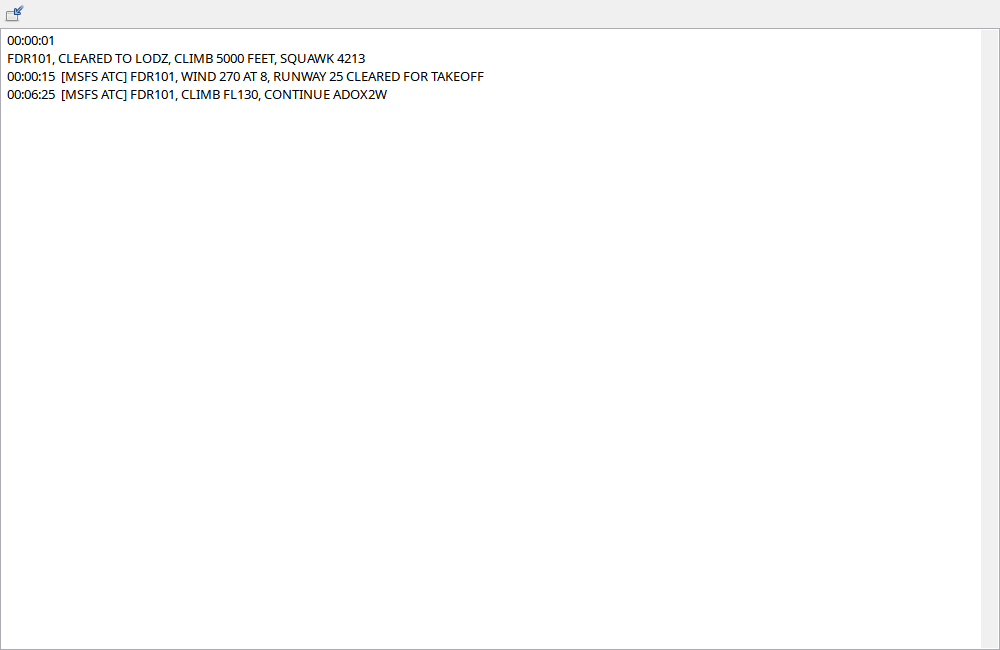 00:00:01
FDR101, CLEARED TO LODZ, CLIMB 5000 FEET, SQUAWK 4213
00:00:15 [MSFS ATC] FDR101, WIND 270 AT 8, RUNWAY 25 CLEARED FOR TAKEOFF
00:06:25 [MSFS ATC] FDR101, CLIMB FL130, CONTINUE ADOX2W